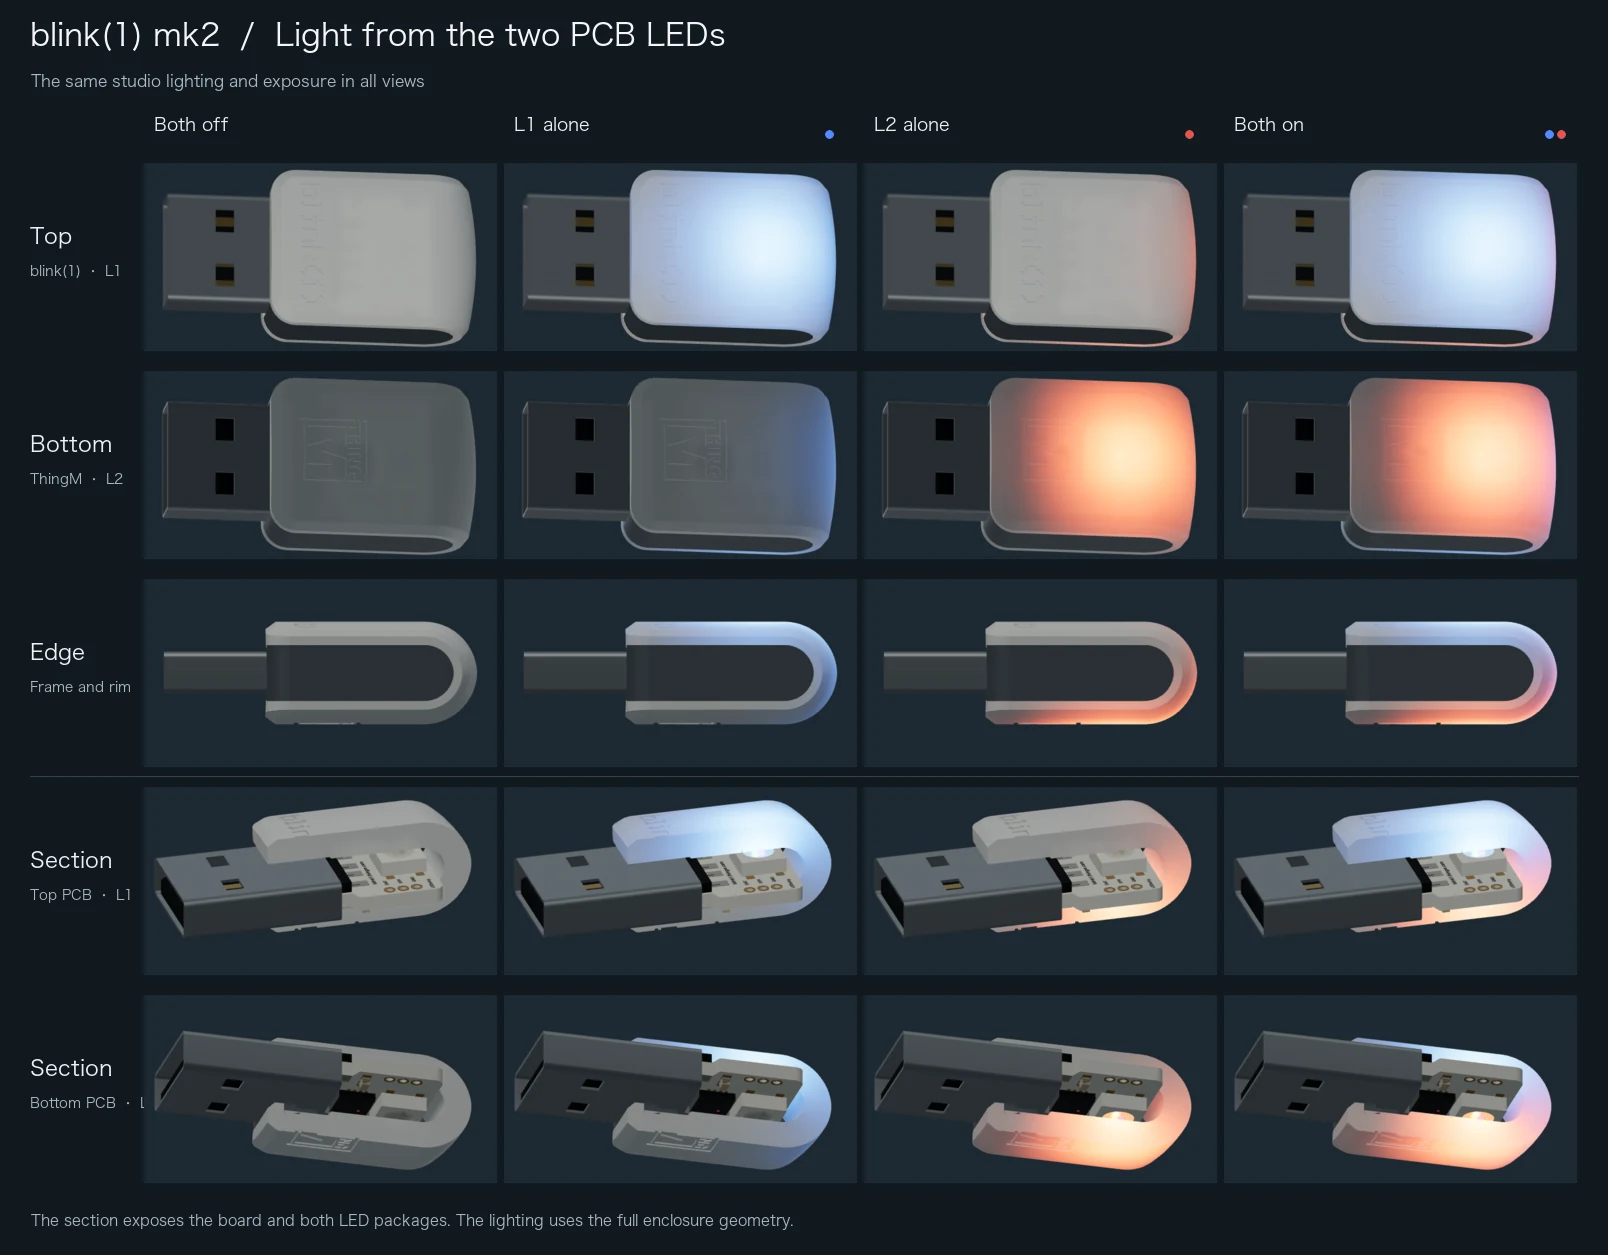 blink(1) mk2 / Light from the two PCB LEDs
The same studio lighting and exposure in all views
Both off
L1 alone
L2 alone
Both on
Top
blink(1) · L1
Bottom
ThingM · L2
Edge
Frame and rim
Section
Top PCB · L1
Section
Bottom PCB · L
The section exposes the board and both LED packages. The lighting uses the full enclosure geometry.